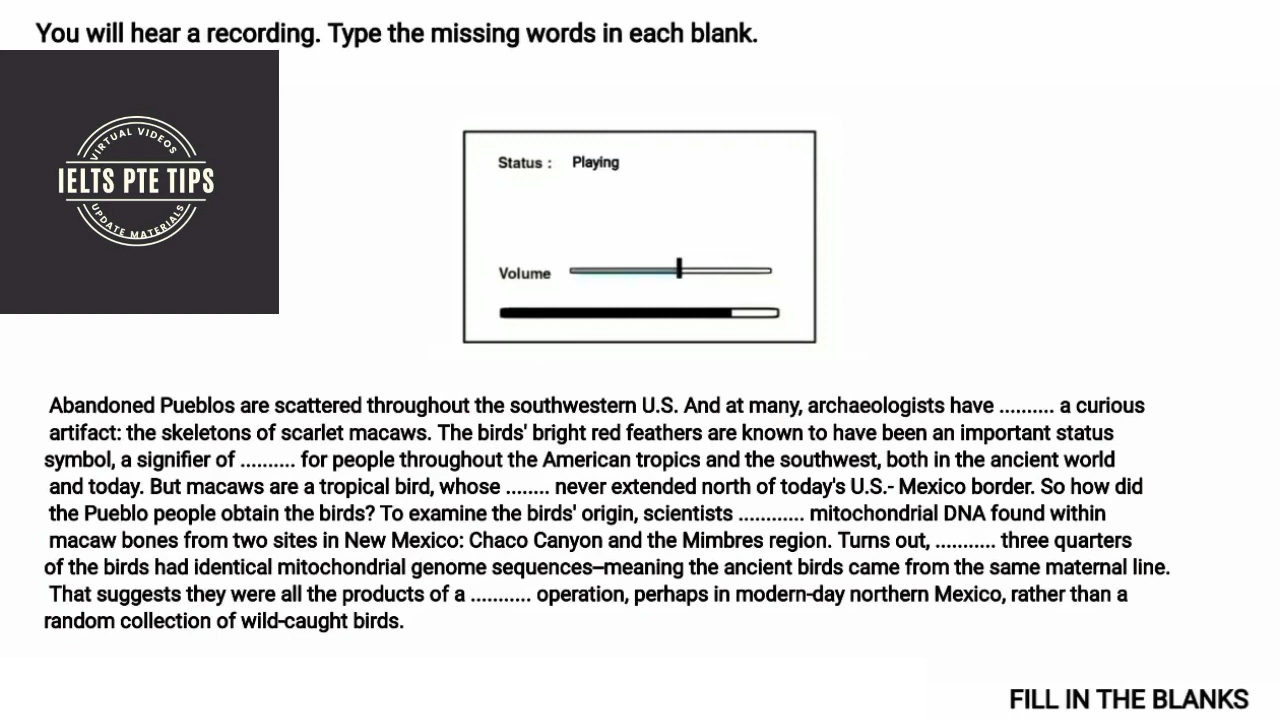 You will hear a recording. Type the missing words in each blank.
VIRTUAL VIDEOS
IELTS PTE TIPS
UPDATE MATERIALS
Status : Playing
Volume
Abandoned Pueblos are scattered throughout the southwestern U.S. And at many, archaeologists have .......... a curious
artifact: the skeletons of scarlet macaws. The birds' bright red feathers are known to have been an important status
symbol, a signifier of .......... for people throughout the American tropics and the southwest, both in the ancient world
and today. But macaws are a tropical bird, whose ........ never extended north of today's U.S.- Mexico border. So how did
the Pueblo people obtain the birds? To examine the birds' origin, scientists ............ mitochondrial DNA found within
macaw bones from two sites in New Mexico: Chaco Canyon and the Mimbres region. Turns out, ........... three quarters
of the birds had identical mitochondrial genome sequences—meaning the ancient birds came from the same maternal line.
That suggests they were all the products of a ........... operation, perhaps in modern-day northern Mexico, rather than a
random collection of wild-caught birds.
FILL IN THE BLANKS